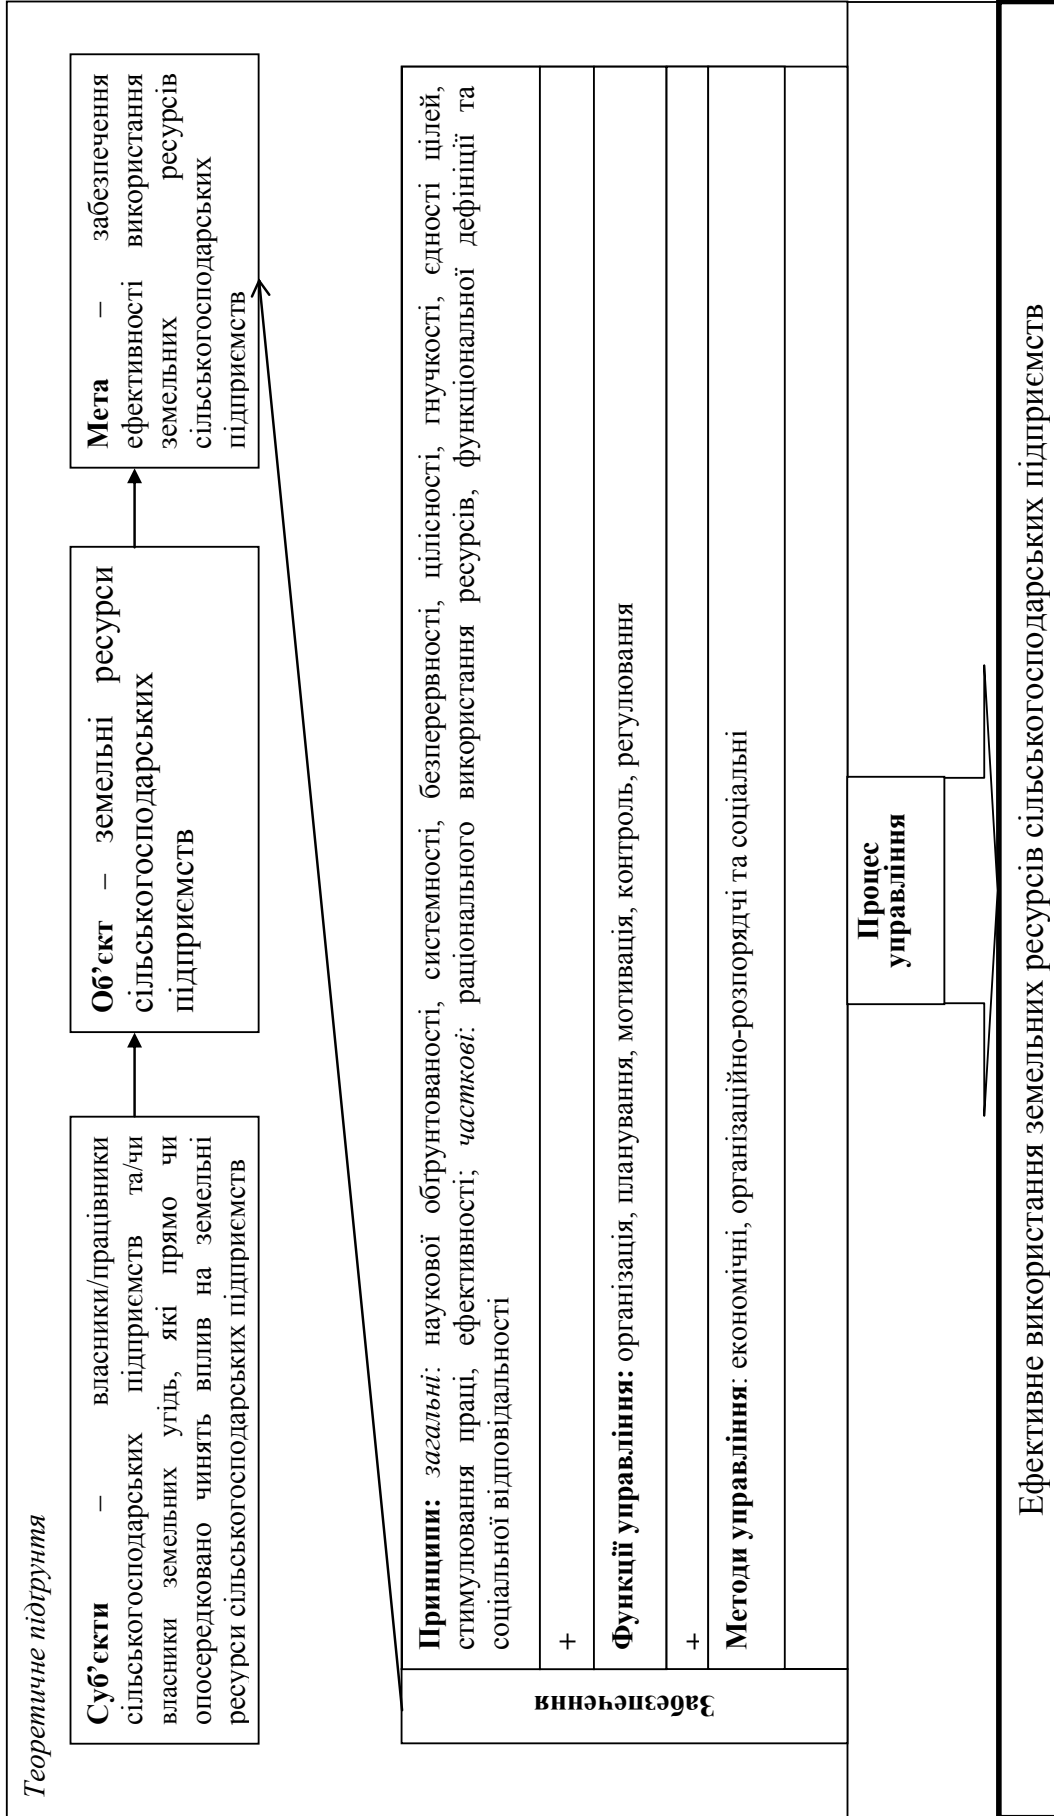 Теоретичне підґрунтя
Суб’єкти – власники/працівники
сільськогосподарських підприємств та/чи
власники земельних угідь, які прямо чи
опосередковано чинять вплив на земельні
ресурси сільськогосподарських підприємств
Об’єкт – земельні ресурси
сільськогосподарських
підприємств
Мета – забезпечення
ефективності використання
земельних ресурсів
сільськогосподарських
підприємств
Забезпечення
Принципи: загальні: наукової обґрунтованості, системності, безперервності, цілісності, гнучкості, єдності цілей,
стимулювання праці, ефективності; часткові: раціонального використання ресурсів, функціональної дефініції та
соціальної відповідальності
+
Функції управління: організація, планування, мотивація, контроль, регулювання
+
Методи управління: економічні, організаційно-розпорядчі та соціальні
Процес
управління
Ефективне використання земельних ресурсів сільськогосподарських підприємств